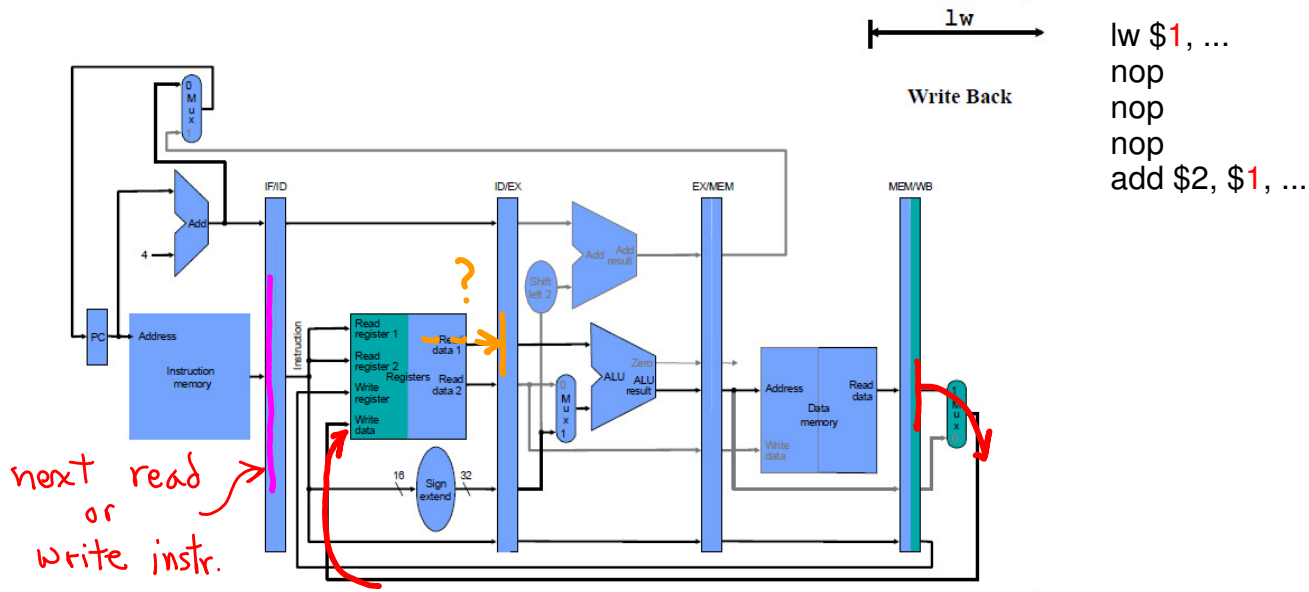 lw
Write Back
lw $1, ...
nop
nop
nop
add $2, $1, ...
0
M
u
x
1
IF/ID
ID/EX
EX/MEM
MEM/WB
Add
4
Add
Add
result
Shift
left 2
?
PC
Address
Instruction
memory
Instruction
Read
register 1
Read
register 2
Write
register
Write
data
Registers
Read
data 1
Read
data 2
0
M
u
x
1
Zero
ALU
ALU
result
Address
Read
data
Data
memory
Write
data
1
M
u
x
0
16
Sign
extend
32
next read
or
write instr.